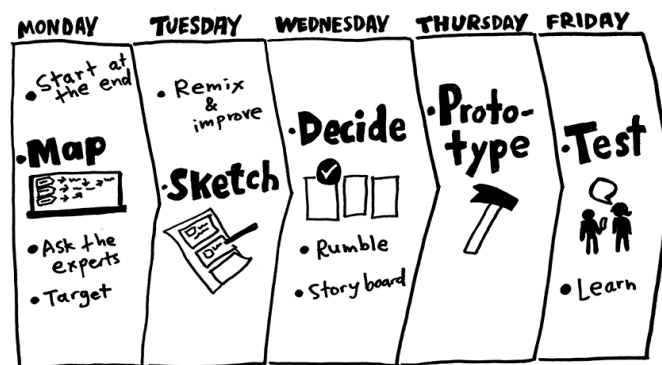 MONDAY
TUESDAY
WEDNESDAY
THURSDAY
FRIDAY
• Start at
the end
• Map
• Ask the
experts
• Target
• Remix
&
improve
• Sketch
• Decide
• Rumble
• Storyboard
• Proto-
type
• Test
• Learn